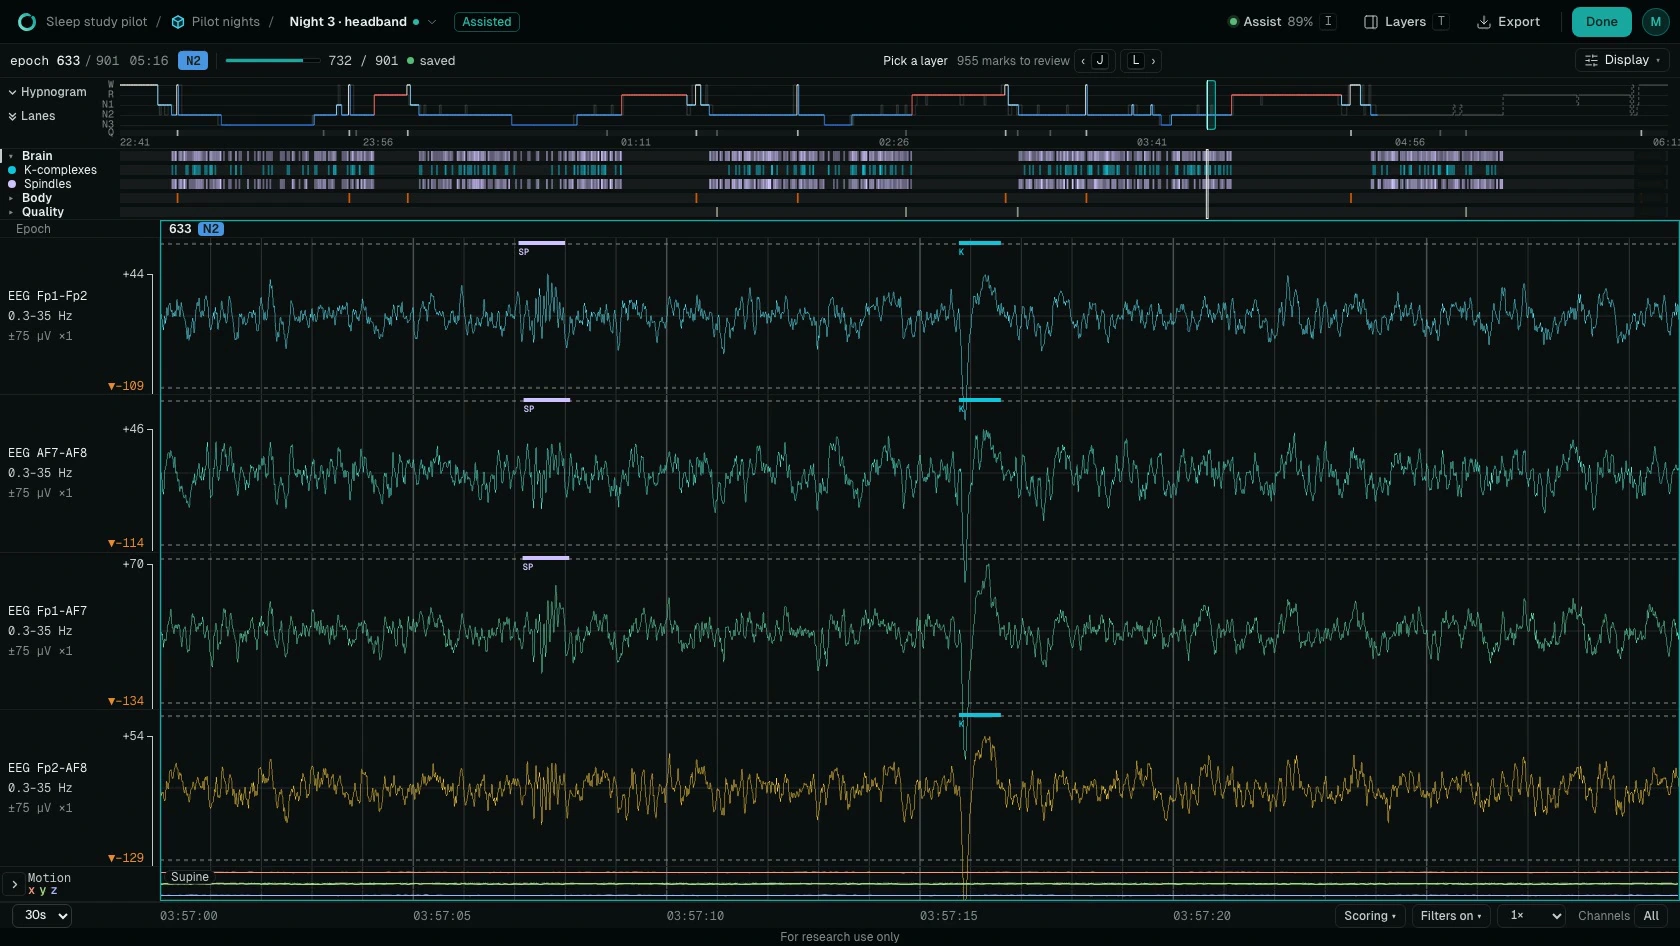 Sleep study pilot / Pilot nights / Night 3 · headband Assisted Assist 89% I Layers T Export Done M
epoch 633 / 901 05:16 N2 732 / 901 saved Pick a layer 955 marks to review ‹ J L › Display
Hypnogram
Lanes
W
R
N1
N2
N3
22:41 23:56 01:11 02:26 03:41 04:56
Brain
K-complexes
Spindles
Body
Quality
Epoch 633 N2
SP K
+44
EEG Fp1-Fp2
0.3–35 Hz
±75 µV ×1
▼−109
SP K
+46
EEG AF7-AF8
0.3–35 Hz
±75 µV ×1
▼−114
SP
+70
EEG Fp1-AF7
0.3–35 Hz
±75 µV ×1
▼−134
K
+54
EEG Fp2-AF8
0.3–35 Hz
±75 µV ×1
▼−129
Motion Supine
x y z
30s 03:57:00 03:57:05 03:57:10 03:57:15 03:57:20 Scoring Filters on 1× Channels All
For research use only